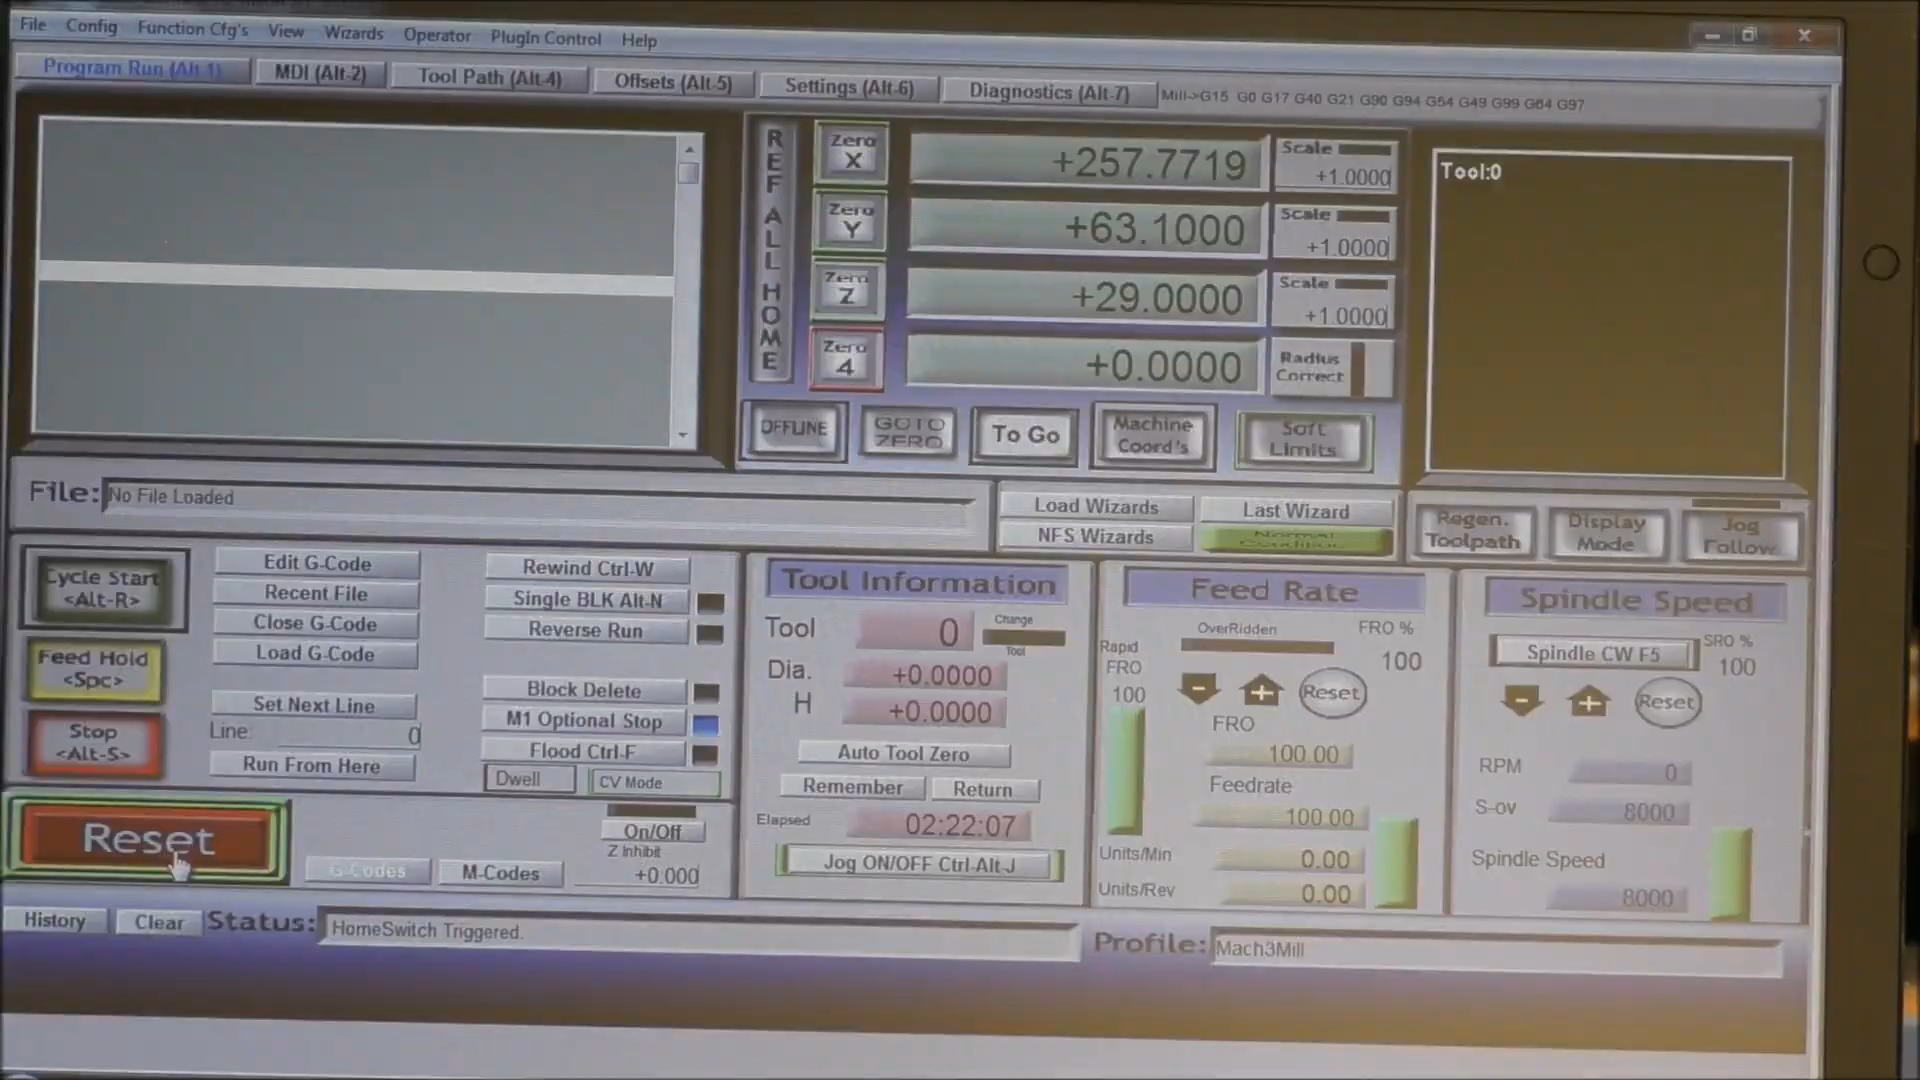 File Config Function Cfg's View Wizards Operator PlugIn Control Help
Program Run (Alt-1) MDI (Alt-2) Tool Path (Alt-4) Offsets (Alt-5) Settings (Alt-6) Diagnostics (Alt-7) Mill->G15 G0 G17 G40 G21 G90 G94 G54 G49 G99 G64 G97
REF ALL HOME
Zero X +257.7719 Scale +1.0000
Zero Y +63.1000 Scale +1.0000
Zero Z +29.0000 Scale +1.0000
Zero 4 +0.0000 Radius Correct
Tool:0
OFFLINE GOTO ZERO To Go Machine Coord's Soft Limits
File: No File Loaded
Load Wizards Last Wizard
NFS Wizards Normal Condition
Regen. Toolpath Display Mode Jog Follow
Cycle Start <Alt-R>
Feed Hold <Spc>
Stop <Alt-S>
Edit G-Code
Recent File
Close G-Code
Load G-Code
Set Next Line
Line: 0
Run From Here
Rewind Ctrl-W
Single BLK Alt-N
Reverse Run
Block Delete
M1 Optional Stop
Flood Ctrl-F
Dwell CV Mode
Reset
G-Codes M-Codes
On/Off
Z Inhibit
+0.000
Tool Information
Tool 0 Change Tool
Dia. +0.0000
H +0.0000
Auto Tool Zero
Remember Return
Elapsed 02:22:07
Jog ON/OFF Ctrl-Alt-J
Feed Rate
OverRidden FRO %
Rapid FRO 100
100
Reset
FRO
100.00
Feedrate
100.00
Units/Min 0.00
Units/Rev 0.00
Spindle Speed
Spindle CW F5 SRO %
100
Reset
RPM 0
S-ov 8000
Spindle Speed
8000
History Clear Status: HomeSwitch Triggered. Profile: Mach3Mill